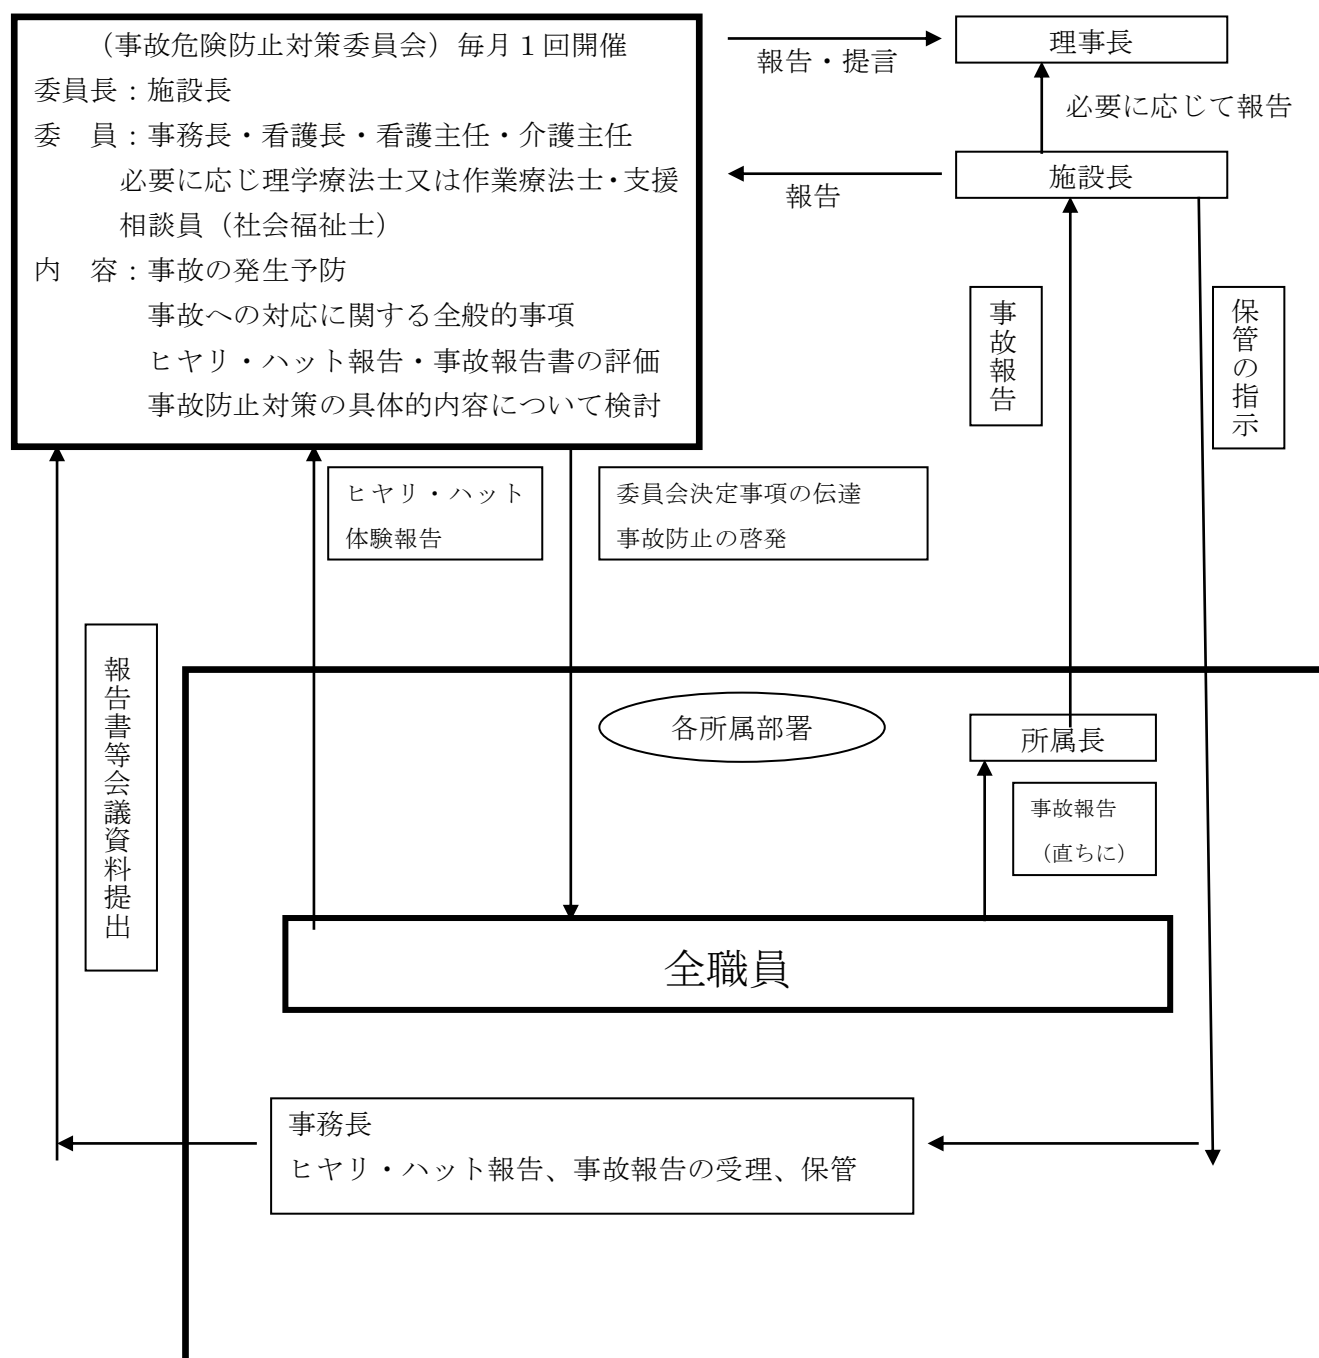 （事故危険防止対策委員会）毎月１回開催
委員長：施設長
委　員：事務長・看護長・看護主任・介護主任
必要に応じ理学療法士又は作業療法士・支援
相談員（社会福祉士）
内　容：事故の発生予防
事故への対応に関する全般的事項
ヒヤリ・ハット報告・事故報告書の評価
事故防止対策の具体的内容について検討
報告・提言
理事長
必要に応じて報告
報告
施設長
事故報告
保管の指示
ヒヤリ・ハット
体験報告
委員会決定事項の伝達
事故防止の啓発
報告書等会議資料提出
各所属部署
所属長
事故報告
（直ちに）
全職員
事務長
ヒヤリ・ハット報告、事故報告の受理、保管